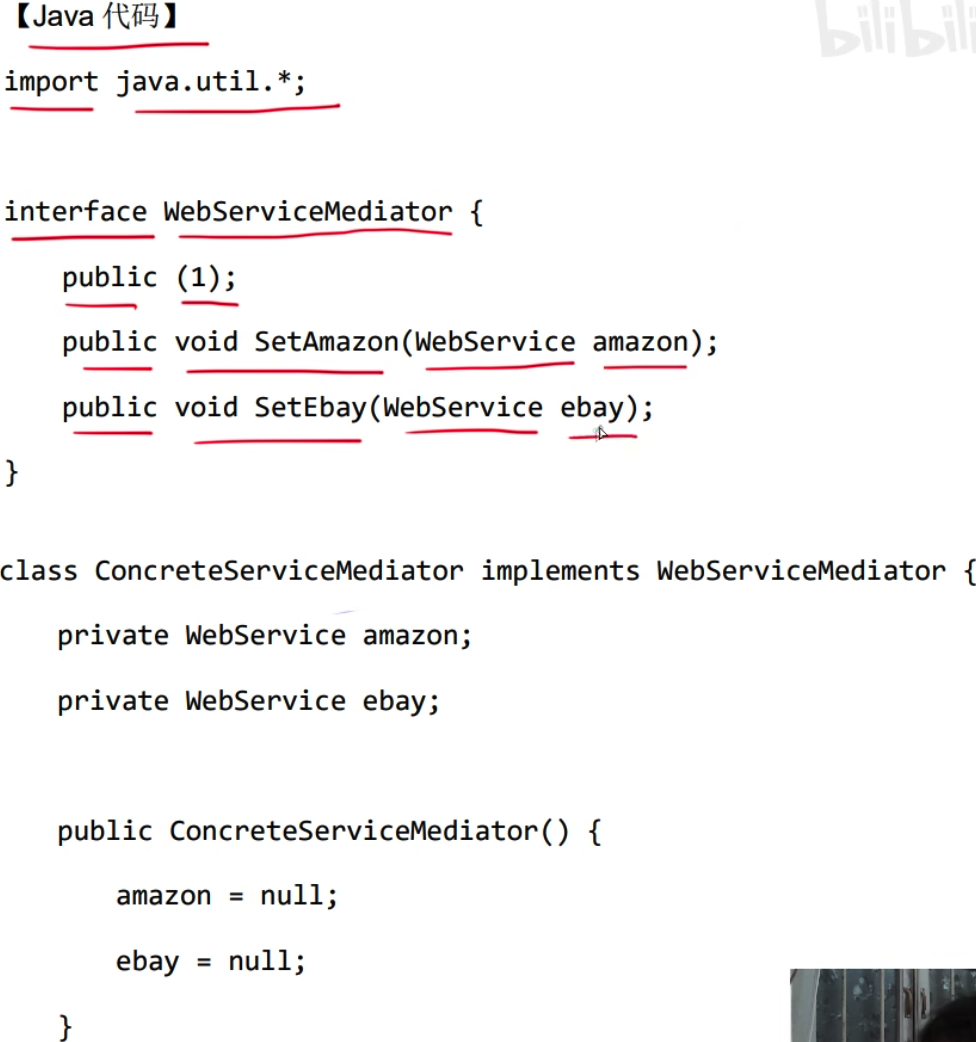 【Java 代码】
bilibili
import java.util.*;
interface WebServiceMediator {
public (1);
public void SetAmazon(WebService amazon);
public void SetEbay(WebService ebay);
}
class ConcreteServiceMediator implements WebServiceMediator {
private WebService amazon;
private WebService ebay;
public ConcreteServiceMediator() {
amazon = null;
ebay = null;
}